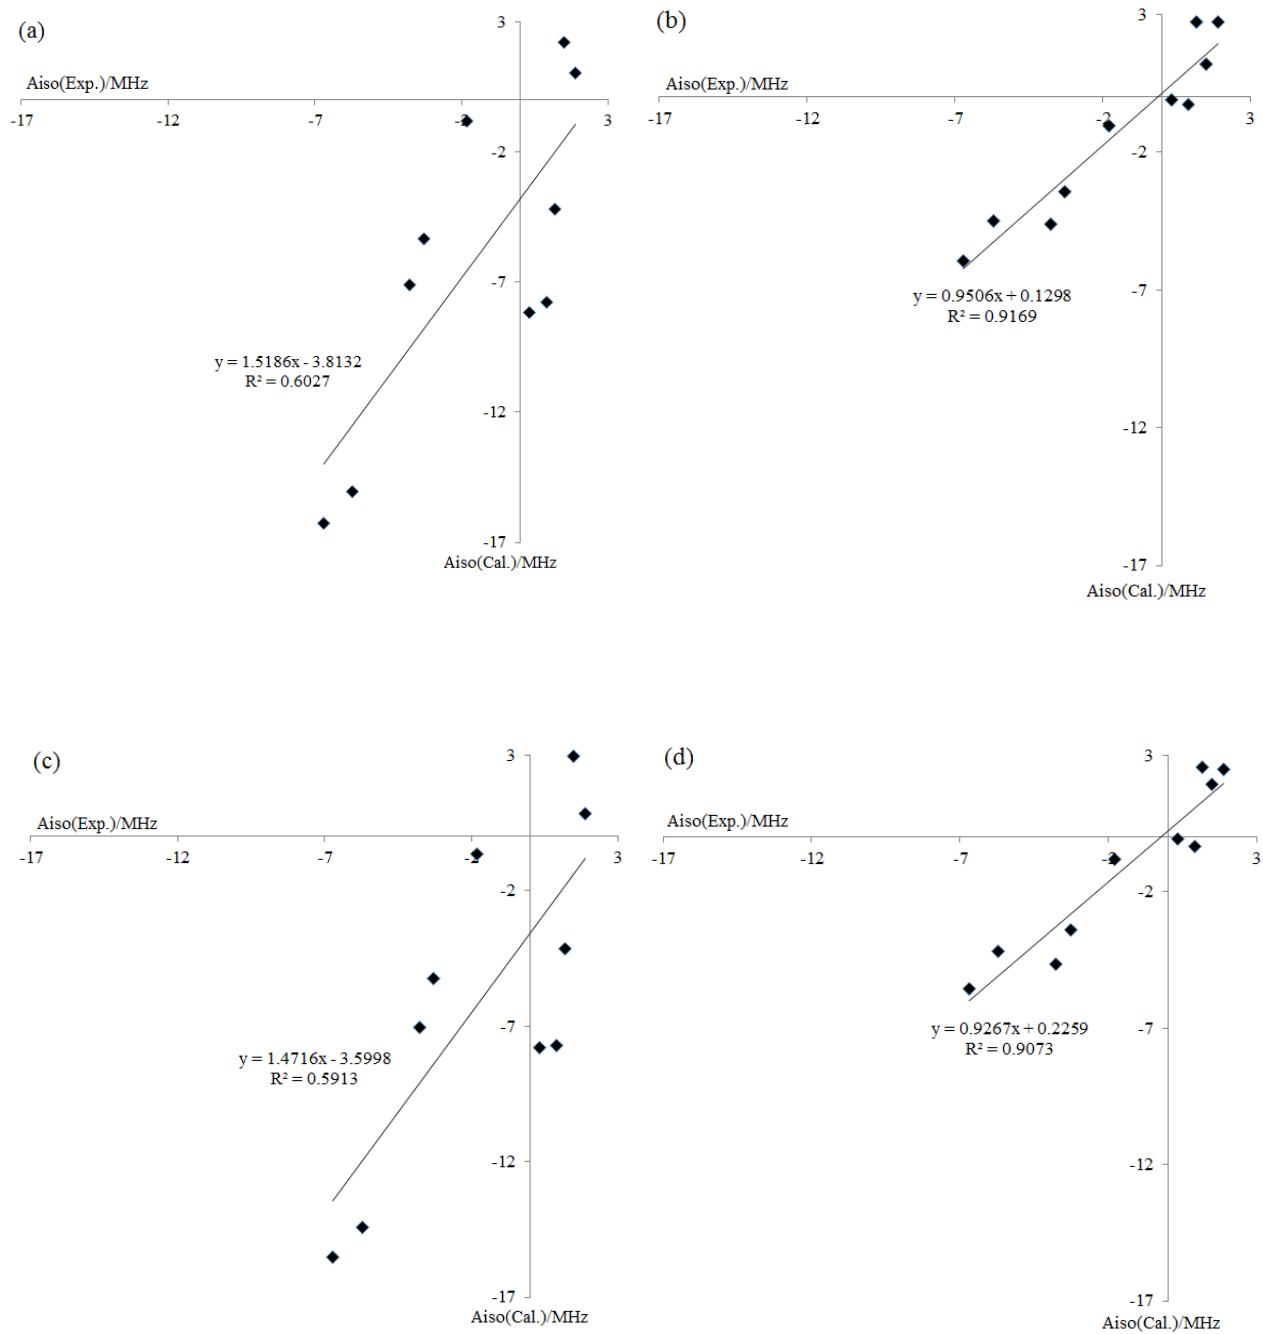 (a)
3
Aiso(Exp.)/MHz
-17
-12
-7
-2
3
-2
-7
y = 1.5186x - 3.8132
R² = 0.6027
-12
-17
Aiso(Cal.)/MHz
(b)
3
Aiso(Exp.)/MHz
-17
-12
-7
-2
3
-2
-7
y = 0.9506x + 0.1298
R² = 0.9169
-12
-17
Aiso(Cal.)/MHz
(c)
3
Aiso(Exp.)/MHz
-17
-12
-7
-2
3
-2
-7
y = 1.4716x - 3.5998
R² = 0.5913
-12
-17
Aiso(Cal.)/MHz
(d)
3
Aiso(Exp.)/MHz
-17
-12
-7
-2
3
-2
-7
y = 0.9267x + 0.2259
R² = 0.9073
-12
-17
Aiso(Cal.)/MHz